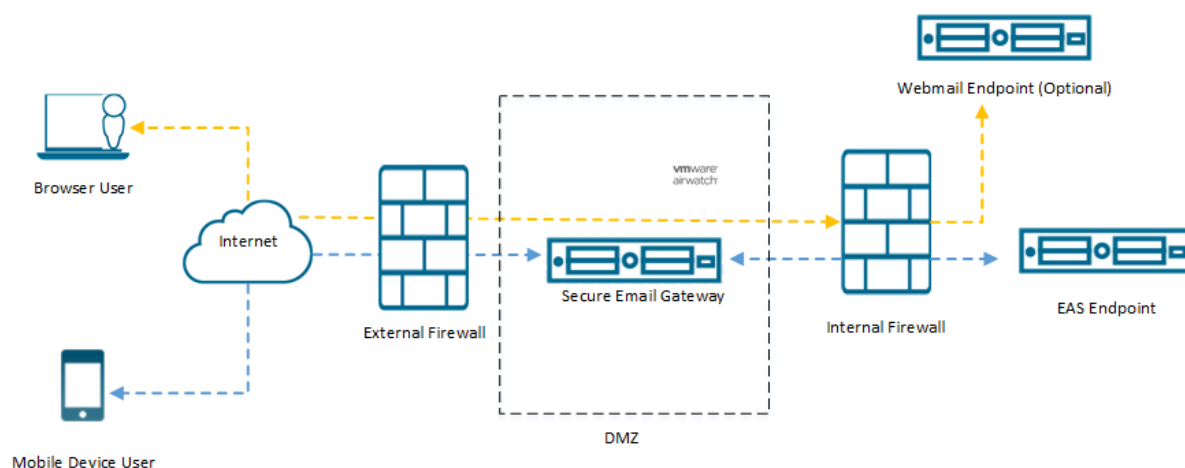 Webmail Endpoint (Optional)
vmware
airwatch
Browser User
Internet
Secure Email Gateway
EAS Endpoint
External Firewall
Internal Firewall
DMZ
Mobile Device User